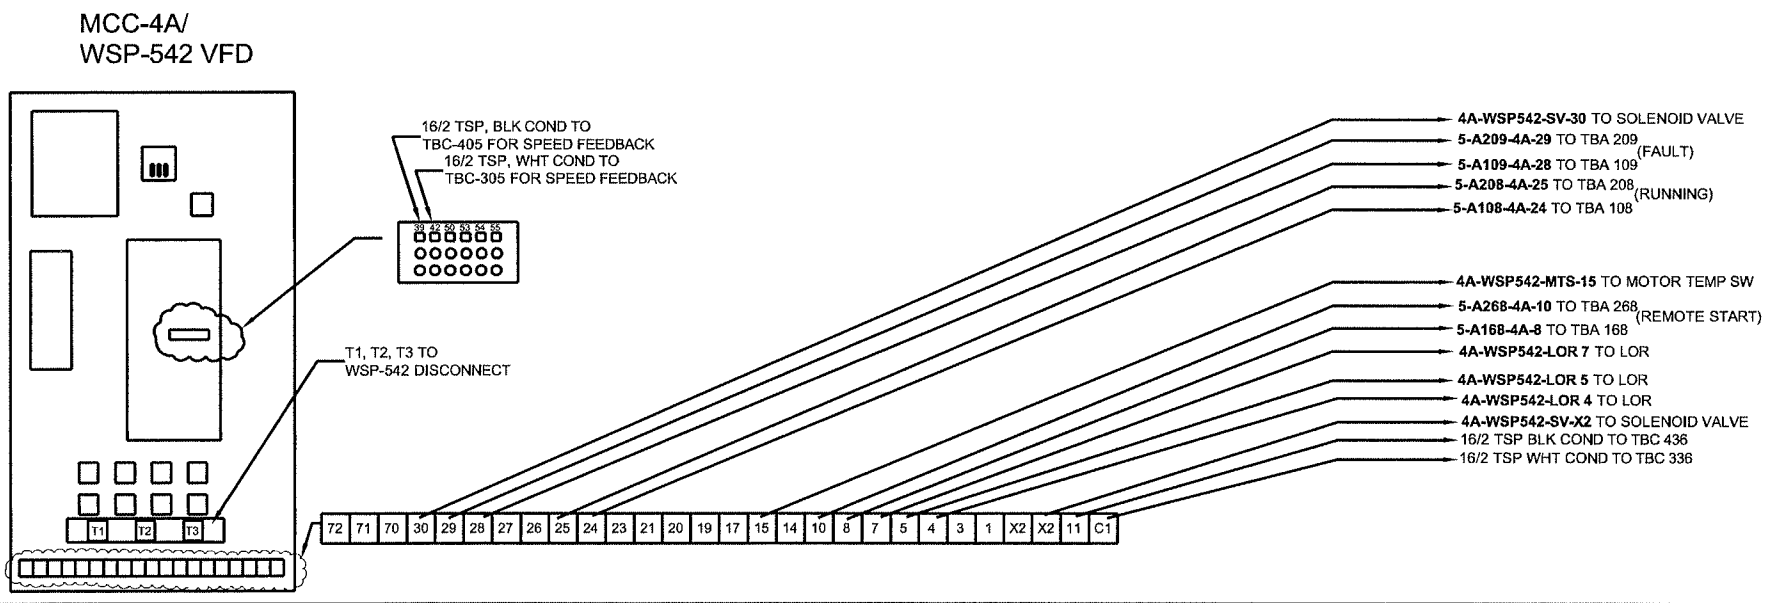 MCC-4A/
WSP-542 VFD
16/2 TSP, BLK COND TO
TBC-405 FOR SPEED FEEDBACK
16/2 TSP, WHT COND TO
TBC-305 FOR SPEED FEEDBACK
39 42 50 53 54 55
T1, T2, T3 TO
WSP-542 DISCONNECT
T1 T2 T3
4A-WSP542-SV-30 TO SOLENOID VALVE
5-A209-4A-29 TO TBA 209
(FAULT)
5-A109-4A-28 TO TBA 109
5-A208-4A-25 TO TBA 208
(RUNNING)
5-A108-4A-24 TO TBA 108
4A-WSP542-MTS-15 TO MOTOR TEMP SW
5-A268-4A-10 TO TBA 268
(REMOTE START)
5-A168-4A-8 TO TBA 168
4A-WSP542-LOR 7 TO LOR
4A-WSP542-LOR 5 TO LOR
4A-WSP542-LOR 4 TO LOR
4A-WSP542-SV-X2 TO SOLENOID VALVE
16/2 TSP BLK COND TO TBC 436
16/2 TSP WHT COND TO TBC 336
72 71 70 30 29 28 27 26 25 24 23 21 20 19 17 15 14 10 8 7 5 4 3 1 X2 X2 11 C1